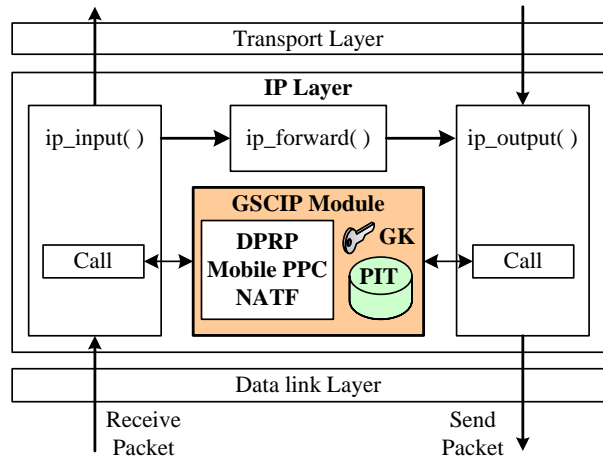 Transport Layer
IP Layer
ip_input( )
ip_forward( )
ip_output( )
GSCIP Module
DPRP
Mobile PPC
NATF
GK
PIT
Call
Call
Data link Layer
Receive
Packet
Send
Packet